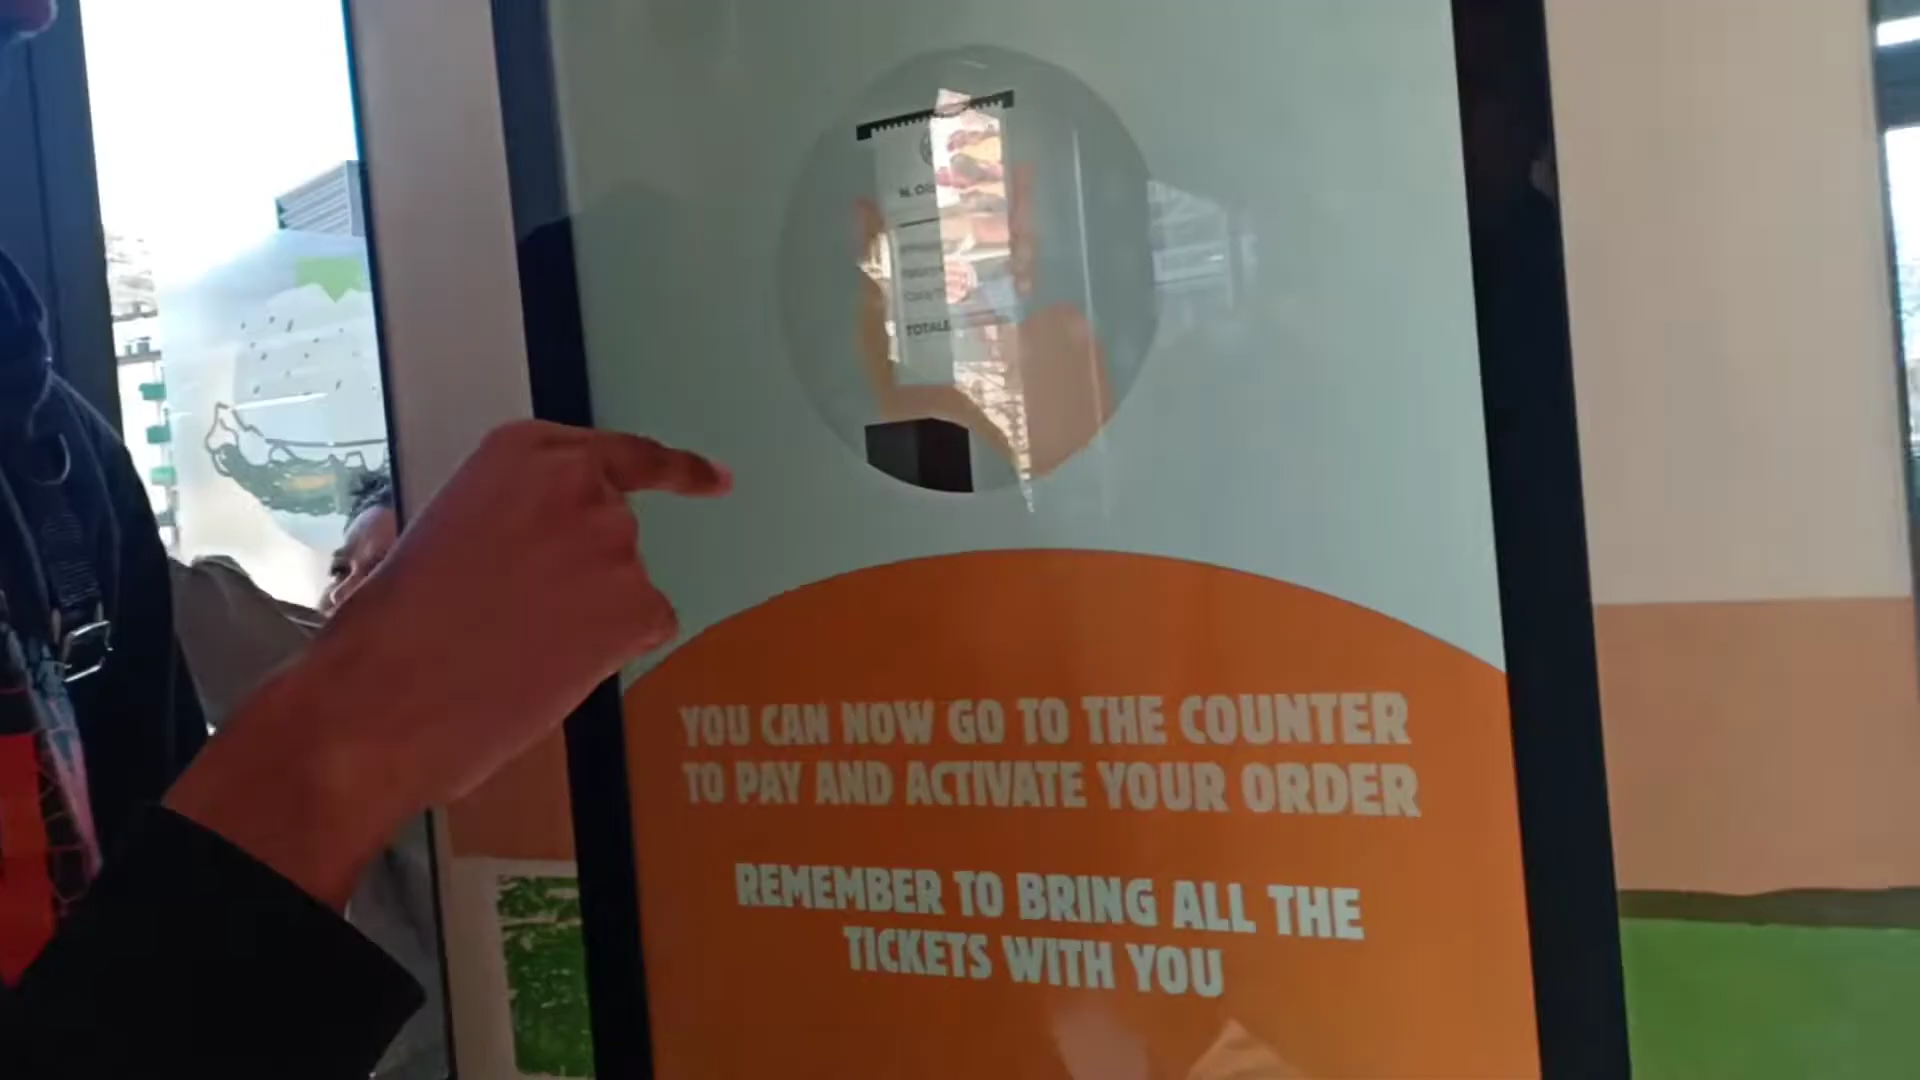 N. O
TOTALE
YOU CAN NOW GO TO THE COUNTER
TO PAY AND ACTIVATE YOUR ORDER
REMEMBER TO BRING ALL THE
TICKETS WITH YOU